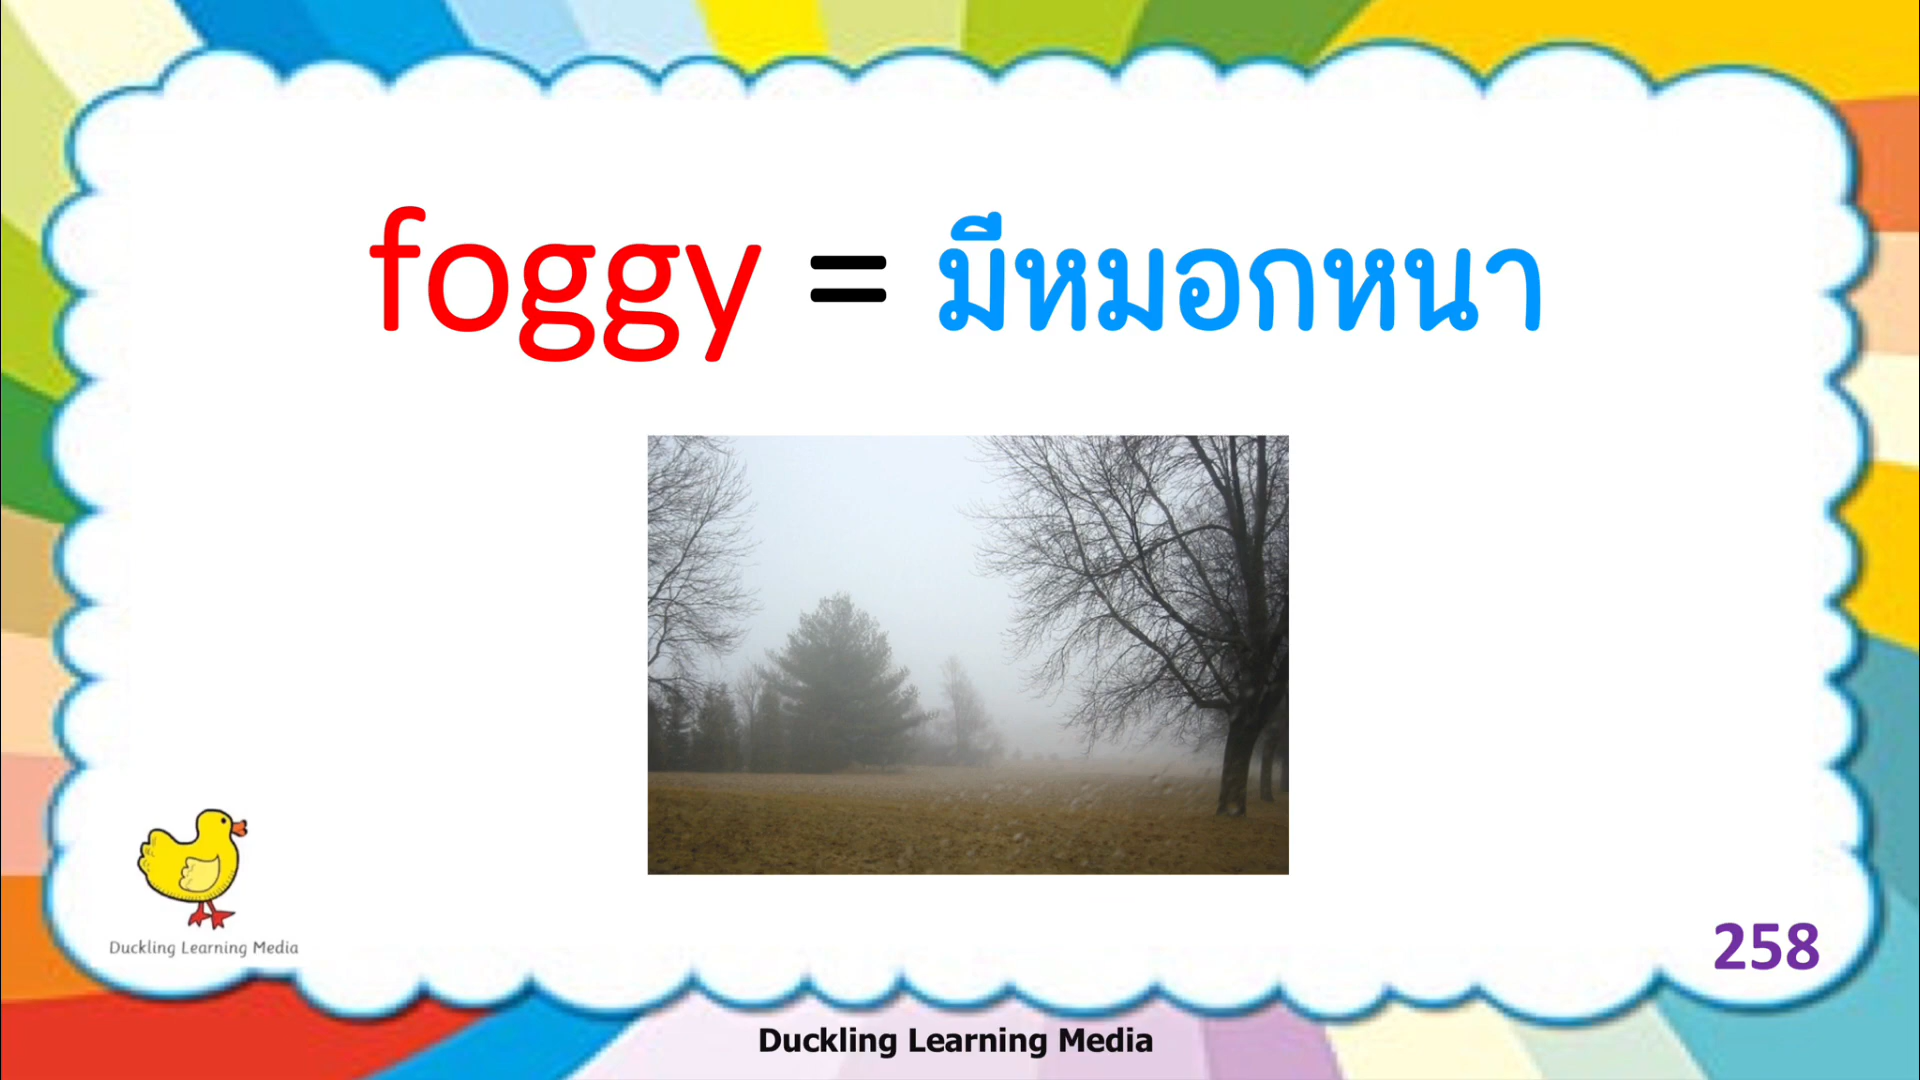 foggy = มีหมอกหนา
Duckling Learning Media
258
Duckling Learning Media